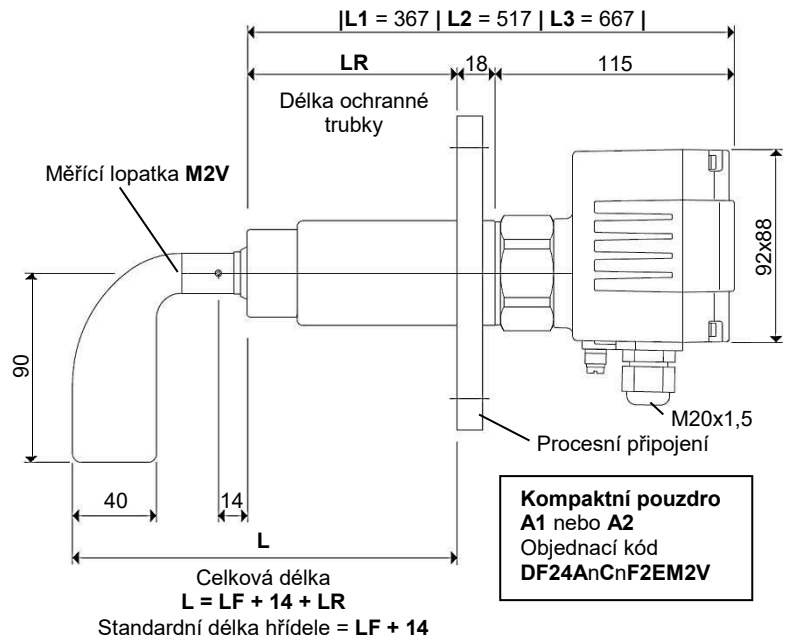 |L1 = 367 | L2 = 517 | L3 = 667 |
LR
18
115
Délka ochranné
trubky
Měřící lopatka M2V
92x88
90
M20x1,5
Procesní připojení
40
14
L
Celková délka
L = LF + 14 + LR
Standardní délka hřídele = LF + 14
Kompaktní pouzdro
A1 nebo A2
Objednací kód
DF24AnCnF2EM2V